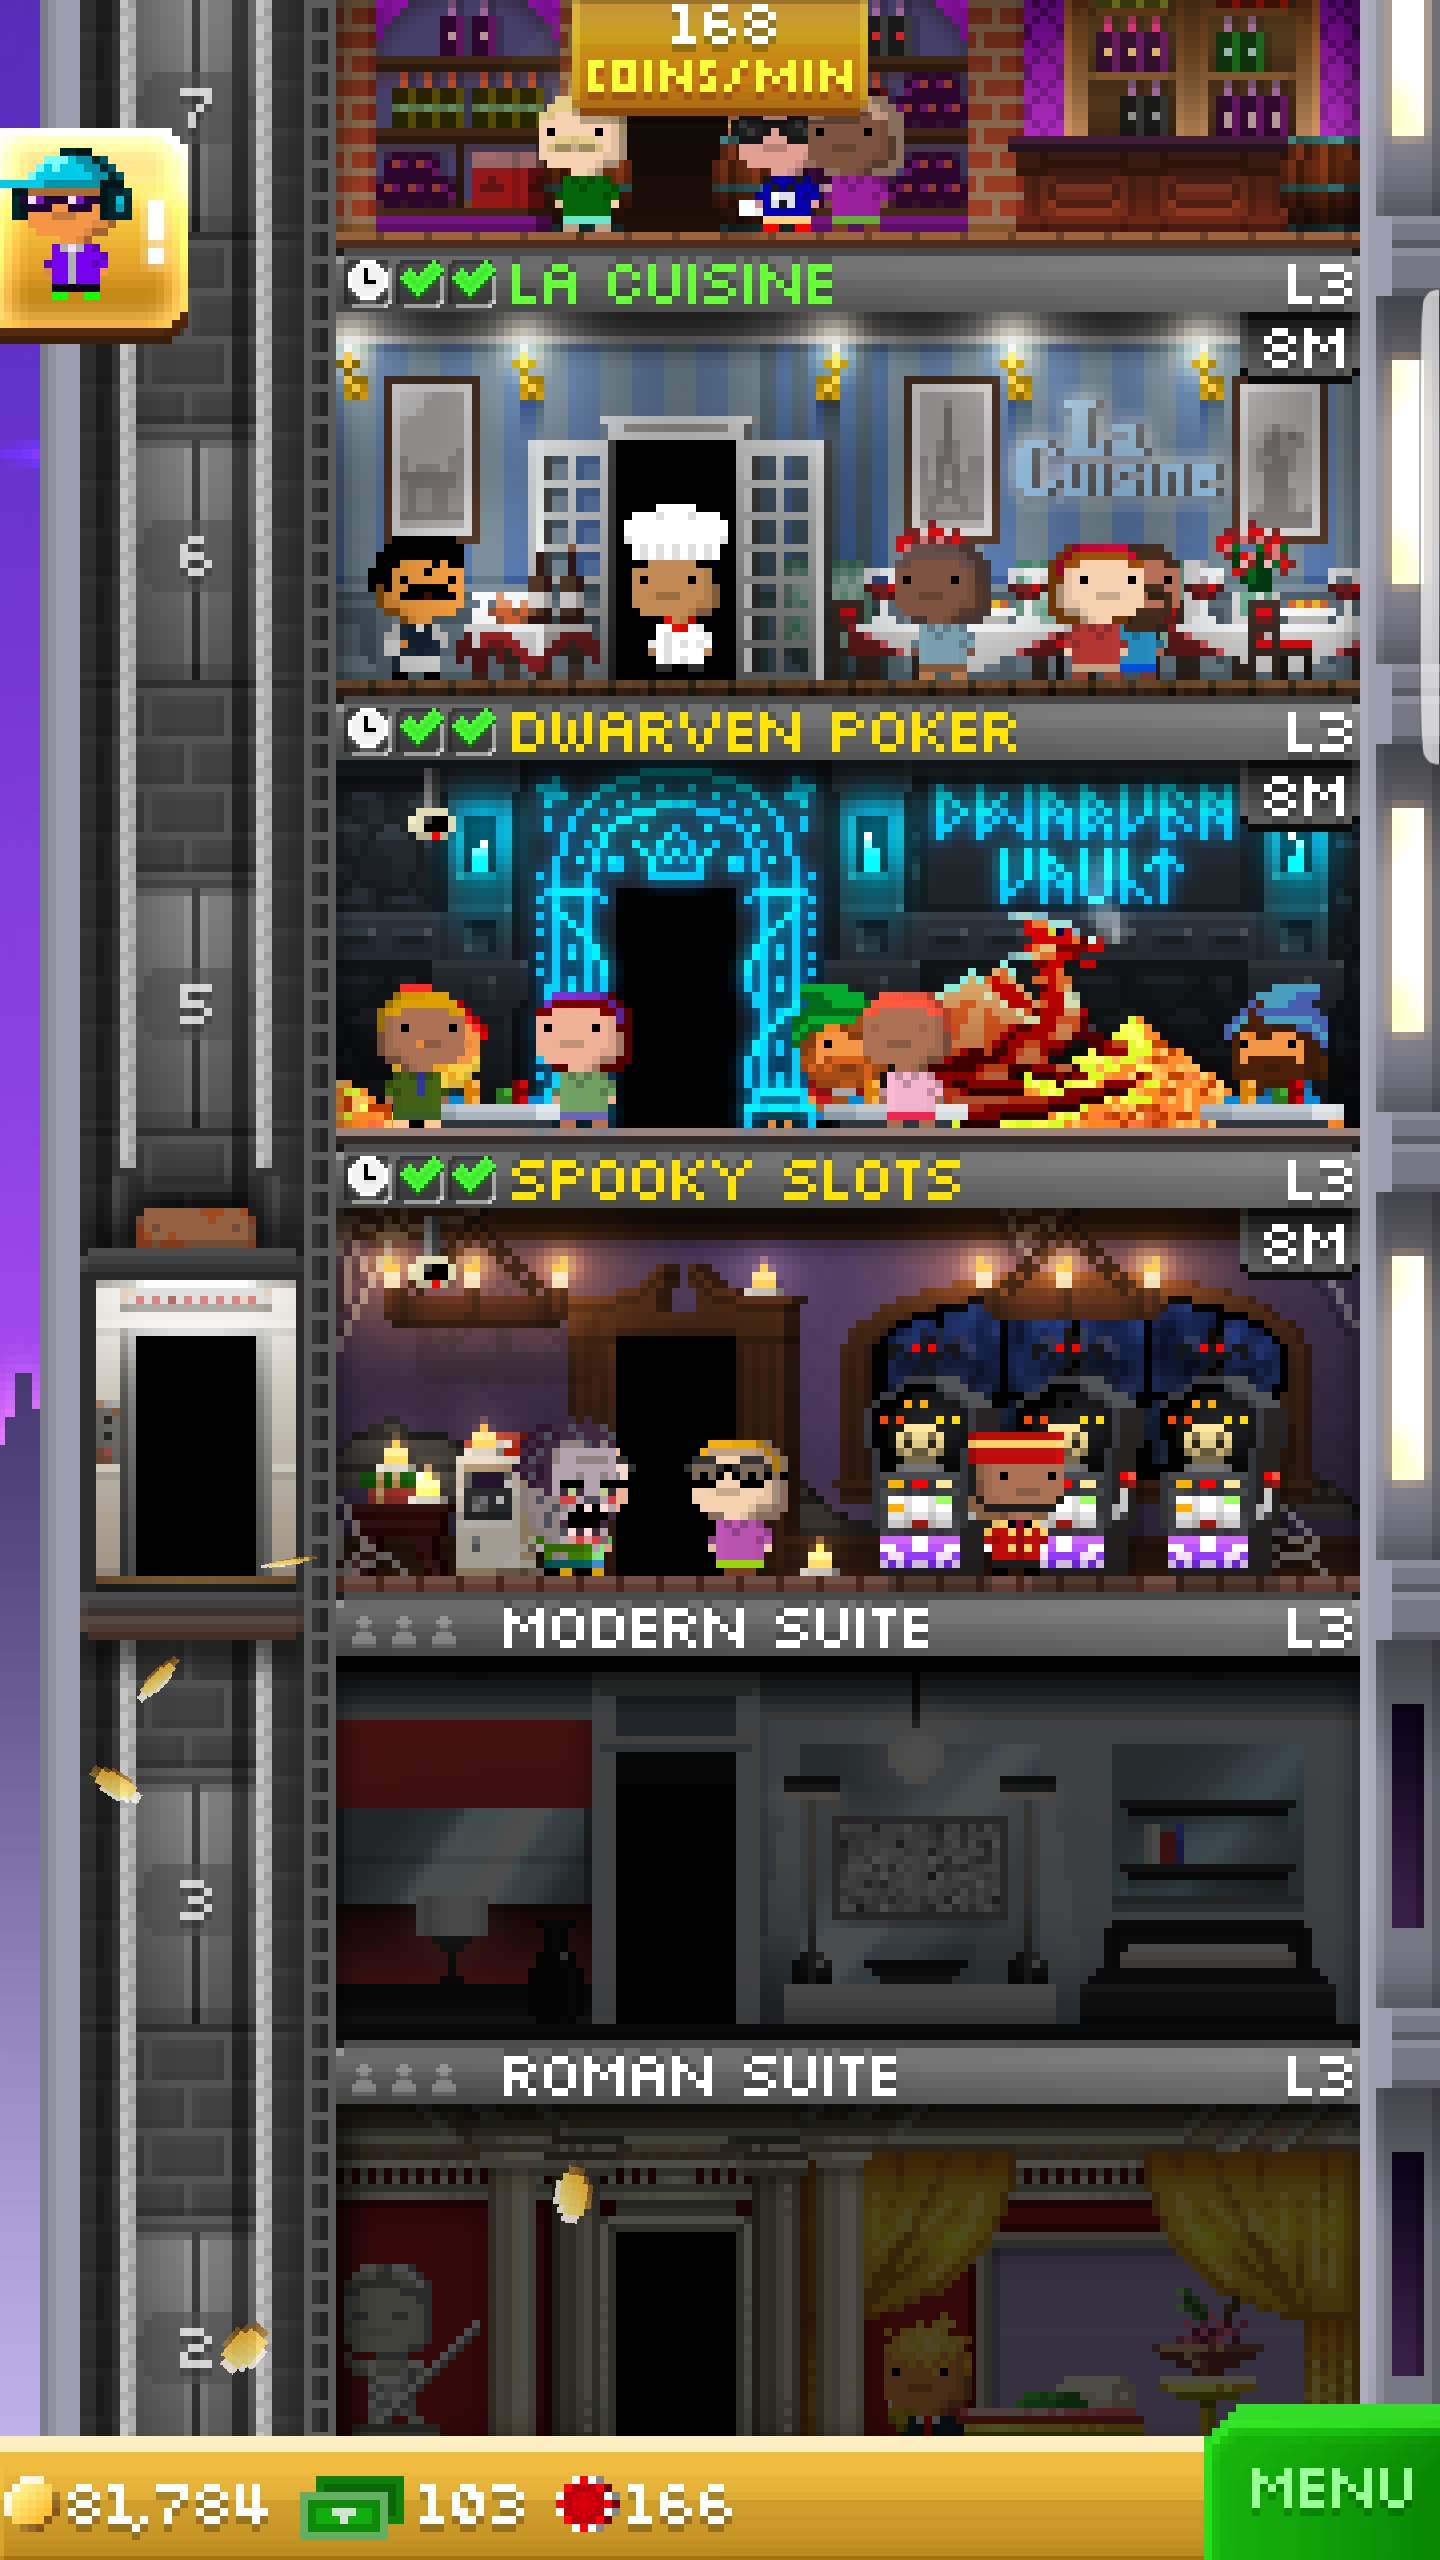 168
COINS/MIN
7
!
LA CUISINE L3
8M
La
Cuisine
6
DWARVEN POKER L3
8M
DWARVEN
VAULT
5
SPOOKY SLOTS L3
8M
MODERN SUITE L3
3
ROMAN SUITE L3
2
81,784 103 166
MENU